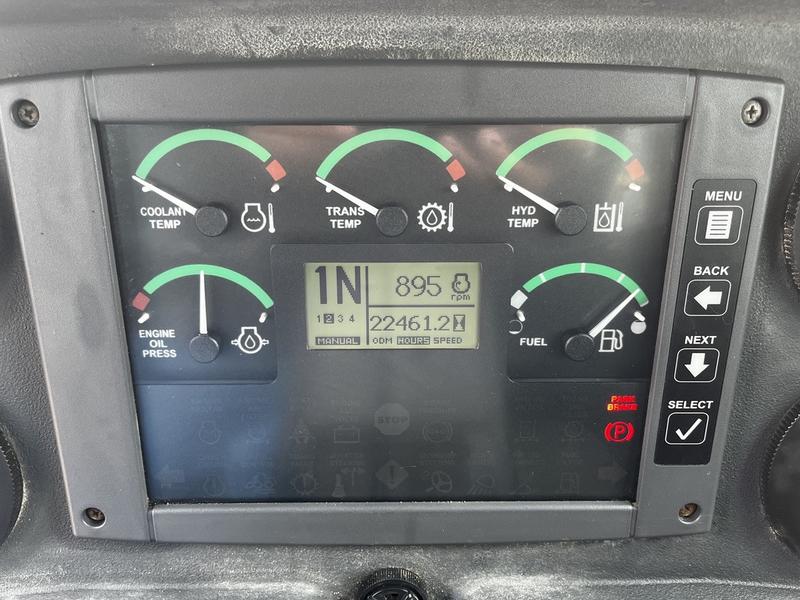 COOLANT
TEMP
TRANS
TEMP
HYD
TEMP
MENU
BACK
NEXT
SELECT
ENGINE
OIL
PRESS
1N
895
rpm
1 2 3 4
22461.2
MANUAL
ODM HOURS SPEED
FUEL
PARK
BRAKE
P
STOP